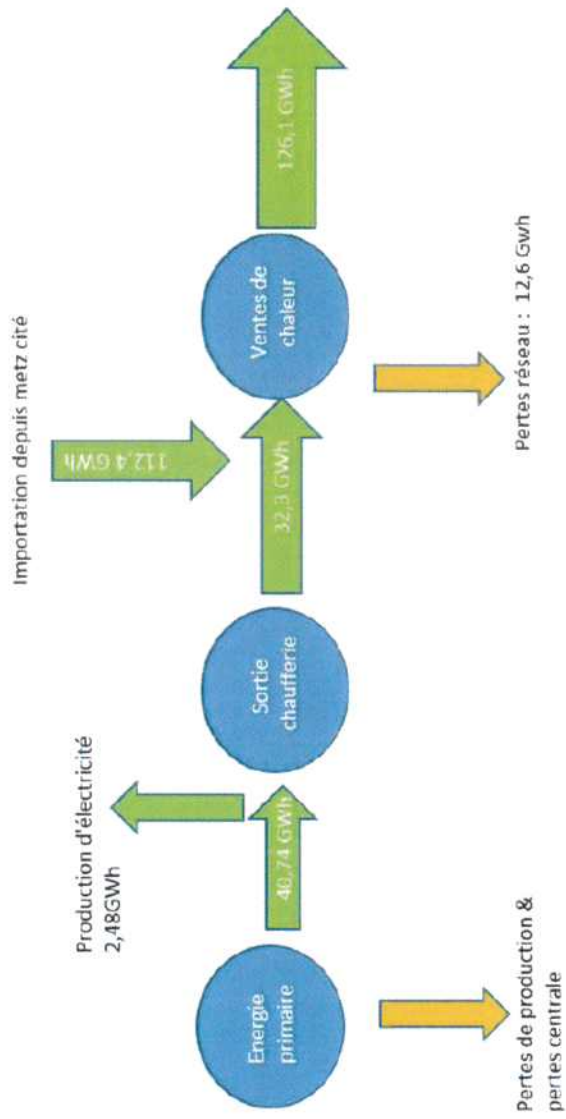 Importation depuis metz cité
112,4 GWh
Production d'électricité
2,48GWh
Energie
primaire
40,74 GWh
Sortie
chaufferie
32,3 GWh
Ventes de
chaleur
126,1 GWh
Pertes de production &
pertes centrale
Pertes réseau : 12,6 Gwh